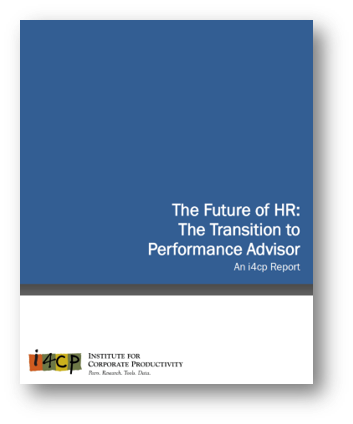 The Future of HR:
The Transition to
Performance Advisor
An i4cp Report
i4cp
INSTITUTE FOR
CORPORATE PRODUCTIVITY
Peers. Research. Tools. Data.